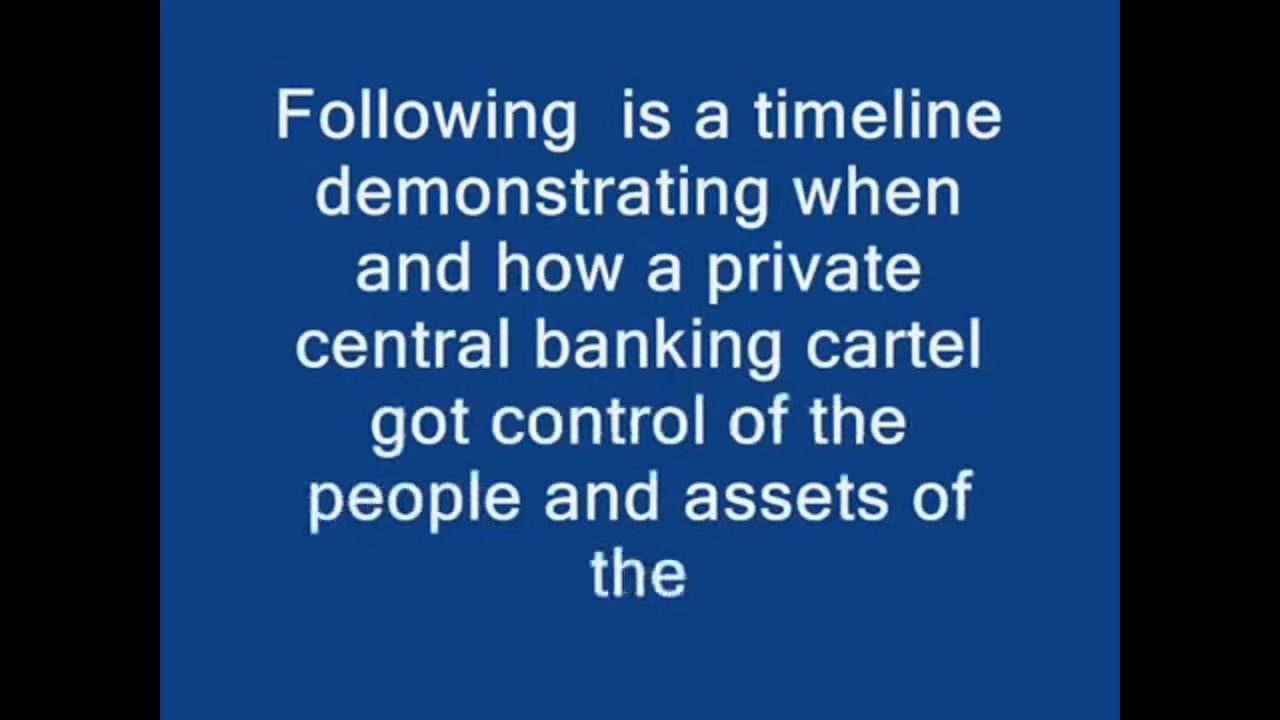 Following  is a timeline
demonstrating when
and how a private
central banking cartel
got control of the
people and assets of
the